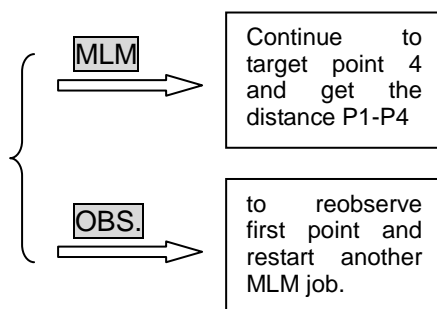 MLM
Continue to
target point 4
and get the
distance P1-P4
OBS.
to reobserve
first point and
restart another
MLM job.